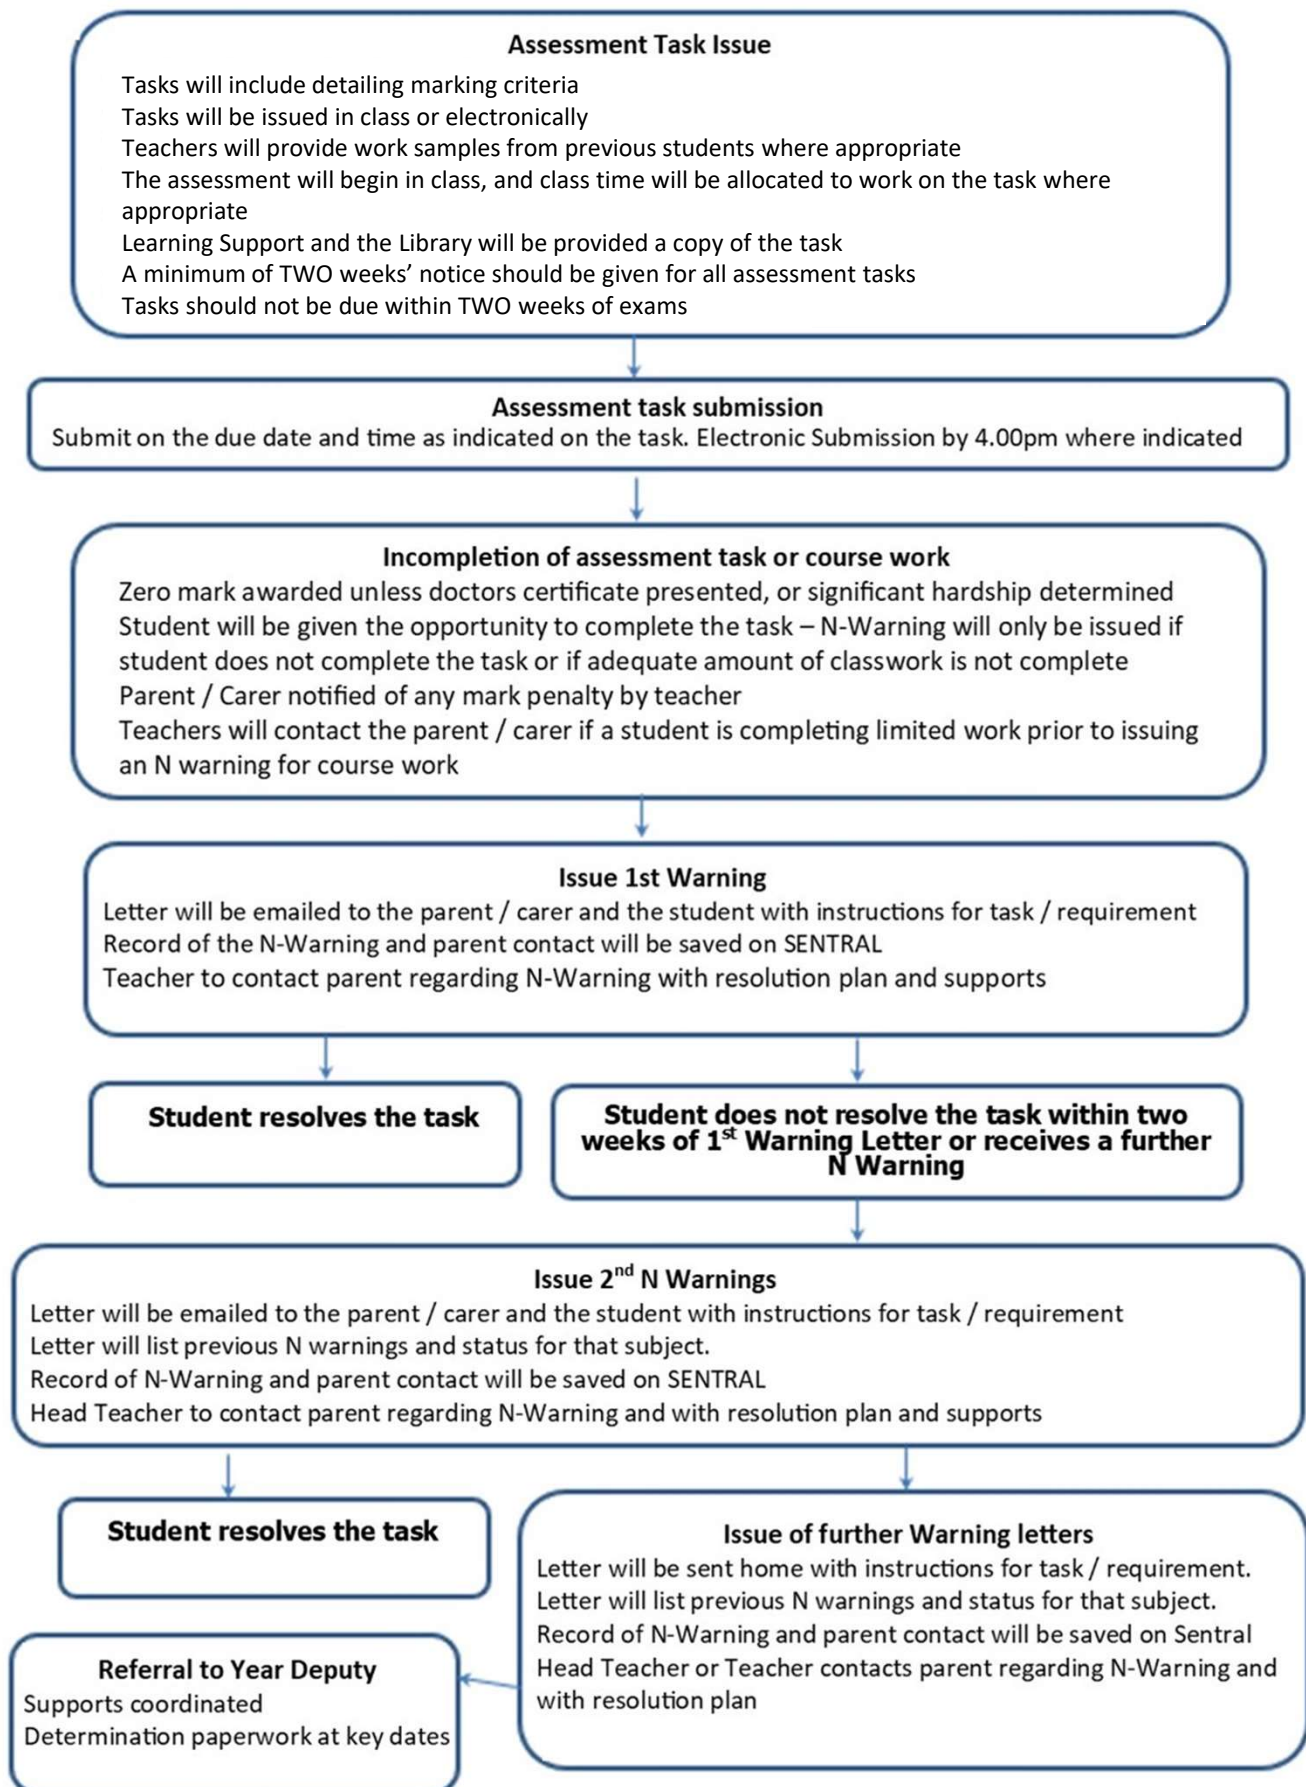 Assessment Task Issue
Tasks will include detailing marking criteria
Tasks will be issued in class or electronically
Teachers will provide work samples from previous students where appropriate
The assessment will begin in class, and class time will be allocated to work on the task where
appropriate
Learning Support and the Library will be provided a copy of the task
A minimum of TWO weeks’ notice should be given for all assessment tasks
Tasks should not be due within TWO weeks of exams
Assessment task submission
Submit on the due date and time as indicated on the task. Electronic Submission by 4.00pm where indicated
Incompletion of assessment task or course work
Zero mark awarded unless doctors certificate presented, or significant hardship determined
Student will be given the opportunity to complete the task – N-Warning will only be issued if
student does not complete the task or if adequate amount of classwork is not complete
Parent / Carer notified of any mark penalty by teacher
Teachers will contact the parent / carer if a student is completing limited work prior to issuing
an N warning for course work
Issue 1st Warning
Letter will be emailed to the parent / carer and the student with instructions for task / requirement
Record of the N-Warning and parent contact will be saved on SENTRAL
Teacher to contact parent regarding N-Warning with resolution plan and supports
Student resolves the task
Student does not resolve the task within two
weeks of 1st Warning Letter or receives a further
N Warning
Issue 2nd N Warnings
Letter will be emailed to the parent / carer and the student with instructions for task / requirement
Letter will list previous N warnings and status for that subject.
Record of N-Warning and parent contact will be saved on SENTRAL
Head Teacher to contact parent regarding N-Warning and with resolution plan and supports
Student resolves the task
Issue of further Warning letters
Letter will be sent home with instructions for task / requirement.
Letter will list previous N warnings and status for that subject.
Record of N-Warning and parent contact will be saved on Sentral
Head Teacher or Teacher contacts parent regarding N-Warning and
with resolution plan
Referral to Year Deputy
Supports coordinated
Determination paperwork at key dates